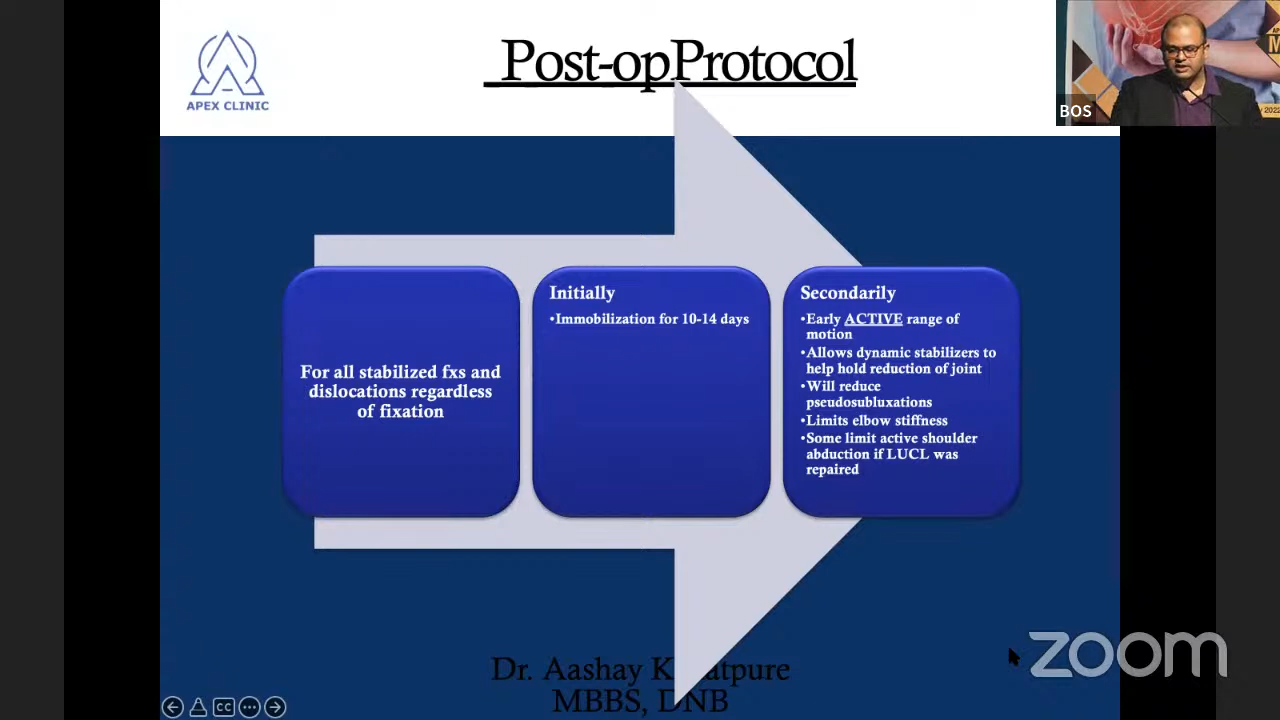 Post-opProtocol
APEX CLINIC
BOS
For all stabilized fxs and
dislocations regardless
of fixation
Initially
•Immobilization for 10-14 days
Secondarily
•Early ACTIVE range of
motion
•Allows dynamic stabilizers to
help hold reduction of joint
•Will reduce
pseudosubluxations
•Limits elbow stiffness
•Some limit active shoulder
abduction if LUCL was
repaired
Dr. Aashay
MBBS, DNB
CC
zoom